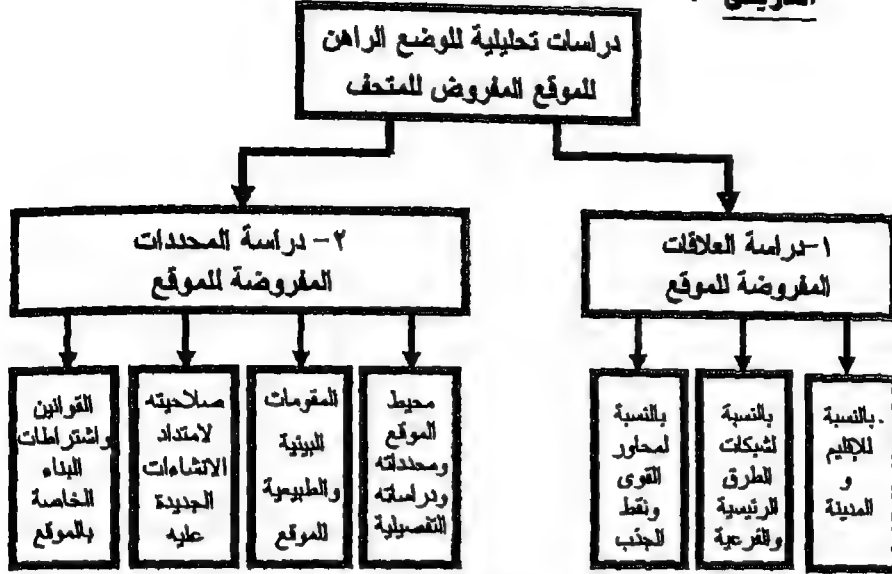 دراسات تحليلية للوضع الراهن
للموقع المفروض للمتحف
١- دراسة العلاقات
المفروضة للموقع
٢- دراسة المحددات
المفروضة للموقع
بالنسبة
للإقليم
و
المدينة
بالنسبة
لشبكات
الطرق
الرئيسية
والفرعية
بالنسبة
لمحاور
القوى
ونقط
الجذب
محيط
الموقع
ومحدداته
ودراساته
التفصيلية
المقومات
البيئية
والطبيعية
للموقع
صلاحيته
لامتداد
الانشاءات
الجديدة
عليه
القوانين
واشتراطات
البناء
الخاصة
بالموقع